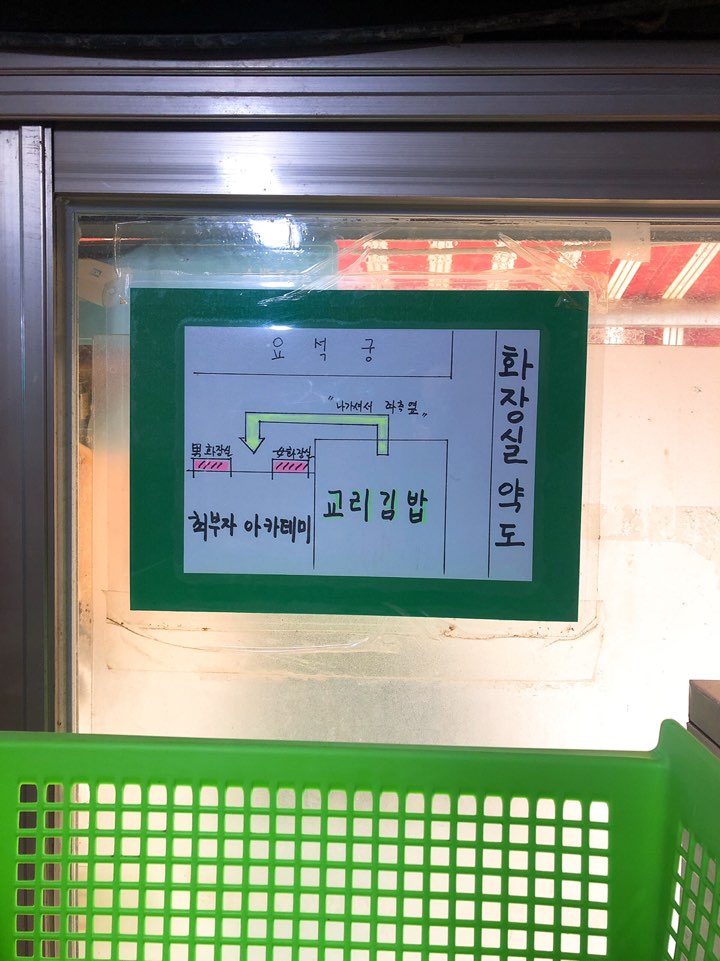 화장실 약도
요 석 궁
"나가셔서 좌측옆"
男화장실
女화장실
최부자 아카데미
교리김밥